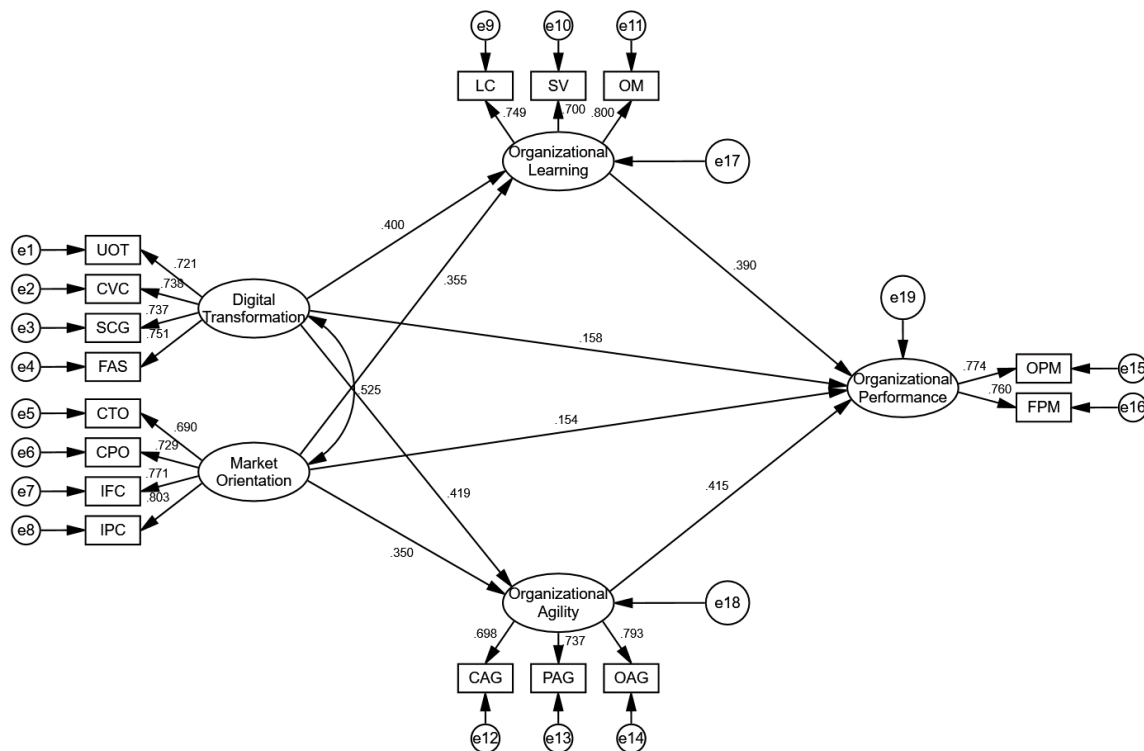 e9
e10
e11
LC
SV
OM
.749
.700
.800
Organizational
Learning
e17
.400
.355
.390
e1
UOT
.721
e2
CVC
.738
e3
SCG
.737
e4
FAS
.751
Digital
Transformation
e19
.158
.525
Organizational
Performance
.774
OPM
e15
.760
FPM
e16
e5
CTO
.690
e6
CPO
.729
e7
IFC
.771
e8
IPC
.803
Market
Orientation
.154
.419
.415
.350
Organizational
Agility
e18
.698
.737
.793
CAG
PAG
OAG
e12
e13
e14